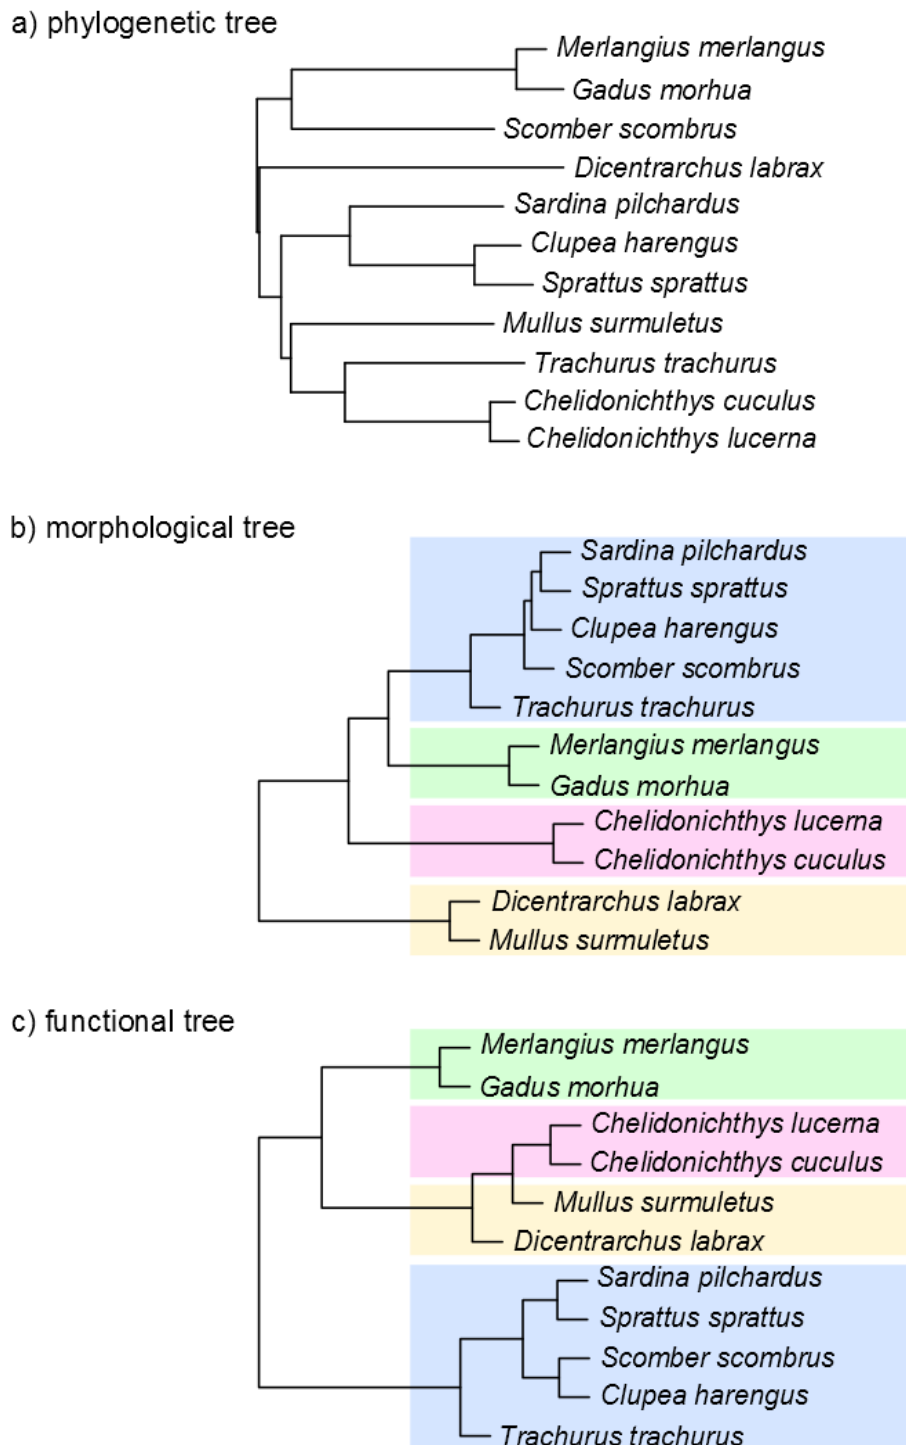 a) phylogenetic tree
Merlangius merlangus
Gadus morhua
Scomber scombrus
Dicentrarchus labrax
Sardina pilchardus
Clupea harengus
Sprattus sprattus
Mullus surmuletus
Trachurus trachurus
Chelidonichthys cuculus
Chelidonichthys lucerna
b) morphological tree
Sardina pilchardus
Sprattus sprattus
Clupea harengus
Scomber scombrus
Trachurus trachurus
Merlangius merlangus
Gadus morhua
Chelidonichthys lucerna
Chelidonichthys cuculus
Dicentrarchus labrax
Mullus surmuletus
c) functional tree
Merlangius merlangus
Gadus morhua
Chelidonichthys lucerna
Chelidonichthys cuculus
Mullus surmuletus
Dicentrarchus labrax
Sardina pilchardus
Sprattus sprattus
Scomber scombrus
Clupea harengus
Trachurus trachurus